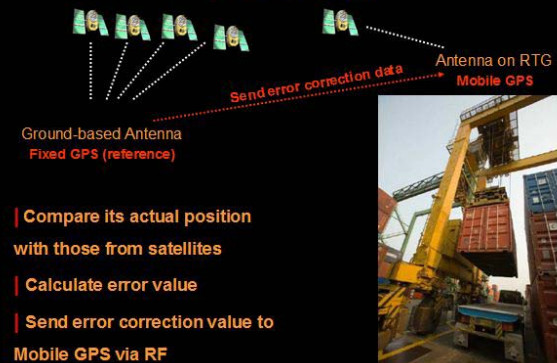 Antenna on RTG
Mobile GPS
Send error correction data
Ground-based Antenna
Fixed GPS (reference)
| Compare its actual position
with those from satellites
| Calculate error value
| Send error correction value to
Mobile GPS via RF